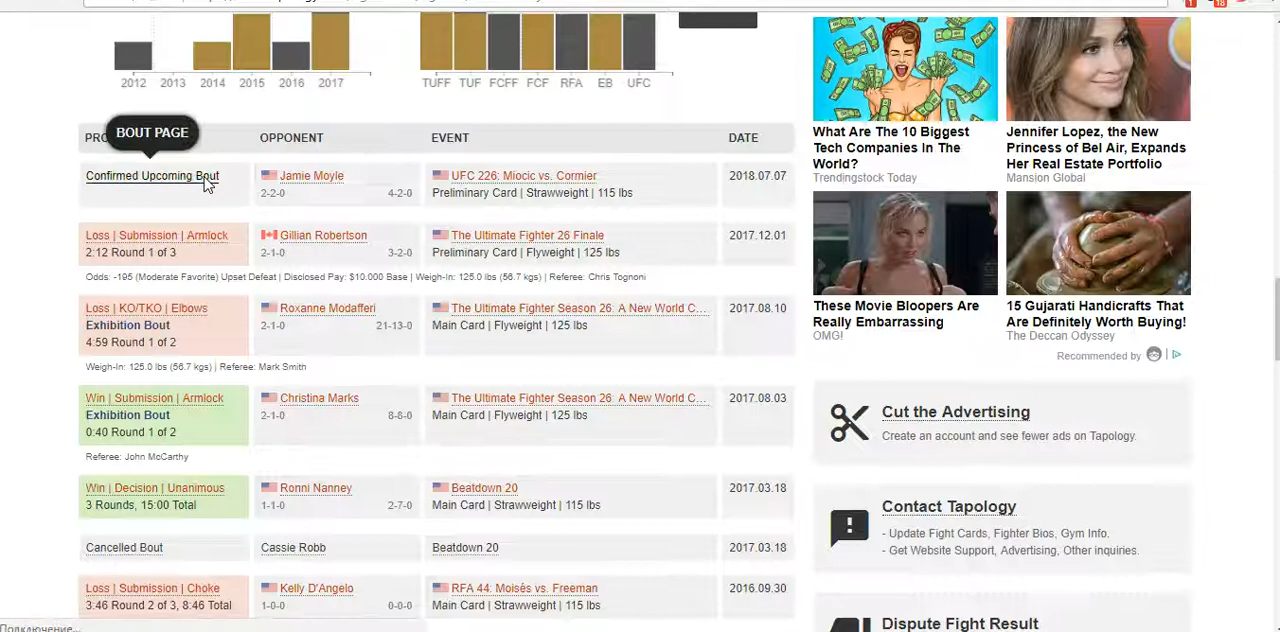 2012 2013 2014 2015 2016 2017
TUFF TUF FCFF FCF RFA EB UFC
BOUT PAGE
PRO OPPONENT EVENT DATE
Confirmed Upcoming Bout Jamie Moyle UFC 226: Miocic vs. Cormier 2018.07.07
2-2-0 4-2-0 Preliminary Card | Strawweight | 115 lbs
Loss | Submission | Armlock Gillian Robertson The Ultimate Fighter 26 Finale 2017.12.01
2:12 Round 1 of 3 2-1-0 3-2-0 Preliminary Card | Flyweight | 125 lbs
Odds: -195 (Moderate Favorite) Upset Defeat | Disclosed Pay: $10.000 Base | Weigh-In: 125.0 lbs (56.7 kgs) | Referee: Chris Tognoni
Loss | KO/TKO | Elbows Roxanne Modafferi The Ultimate Fighter Season 26: A New World C... 2017.08.10
Exhibition Bout 2-1-0 21-13-0 Main Card | Flyweight | 125 lbs
4:59 Round 1 of 2
Weigh-In: 125.0 lbs (56.7 kgs) | Referee: Mark Smith
Win | Submission | Armlock Christina Marks The Ultimate Fighter Season 26: A New World C... 2017.08.03
Exhibition Bout 2-1-0 8-8-0 Main Card | Flyweight | 125 lbs
0:40 Round 1 of 2
Referee: John McCarthy
Win | Decision | Unanimous Ronni Nanney Beatdown 20 2017.03.18
3 Rounds, 15:00 Total 1-1-0 2-7-0 Main Card | Strawweight | 115 lbs
Cancelled Bout Cassie Robb Beatdown 20 2017.03.18
Loss | Submission | Choke Kelly D'Angelo RFA 44: Moisés vs. Freeman 2016.09.30
3:46 Round 2 of 3, 8:46 Total 1-0-0 0-0-0 Main Card | Strawweight | 115 lbs
Подключение...
1 18
What Are The 10 Biggest
Tech Companies In The
World?
Trendingstock Today
Jennifer Lopez, the New
Princess of Bel Air, Expands
Her Real Estate Portfolio
Mansion Global
These Movie Bloopers Are
Really Embarrassing
OMG!
15 Gujarati Handicrafts That
Are Definitely Worth Buying!
The Deccan Odyssey
Recommended by
Cut the Advertising
Create an account and see fewer ads on Tapology.
Contact Tapology
- Update Fight Cards, Fighter Bios, Gym Info.
- Get Website Support, Advertising, Other inquiries.
Dispute Fight Result